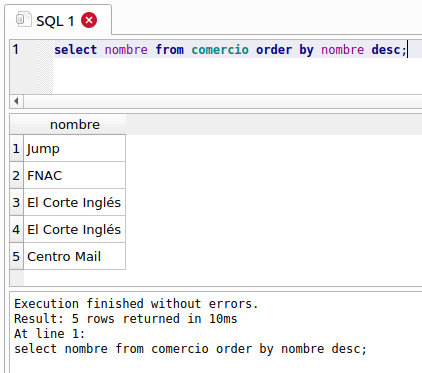 SQL 1
1 select nombre from comercio order by nombre desc;
nombre
1 Jump
2 FNAC
3 El Corte Inglés
4 El Corte Inglés
5 Centro Mail
Execution finished without errors.
Result: 5 rows returned in 10ms
At line 1:
select nombre from comercio order by nombre desc;